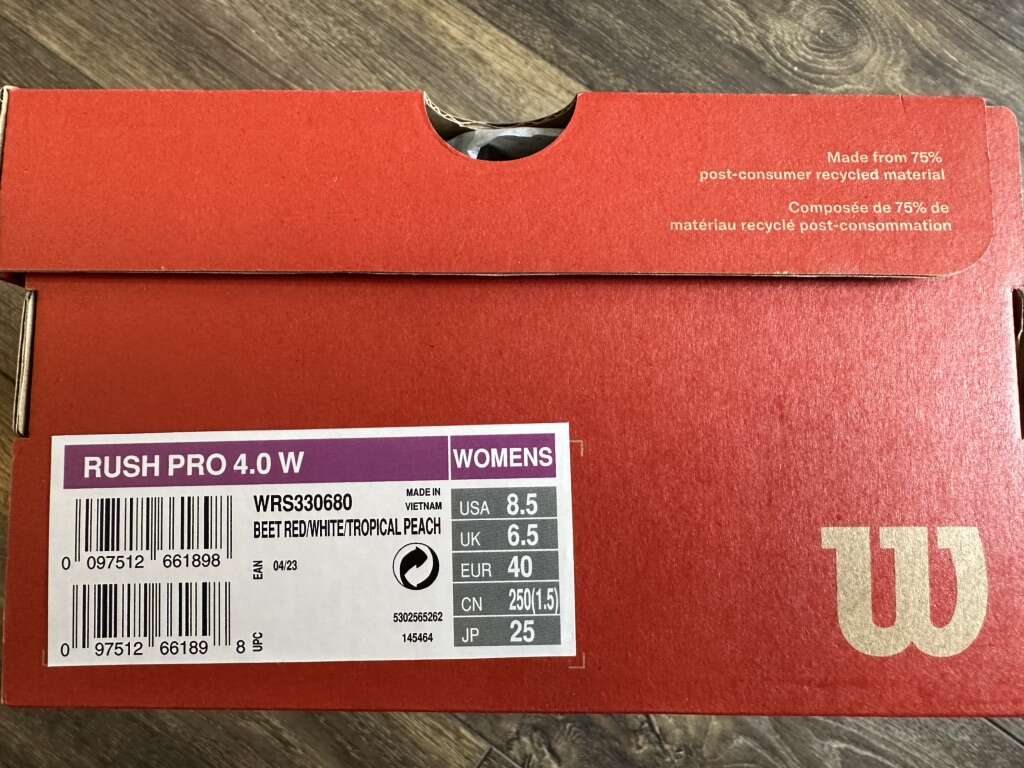 Made from 75%
post-consumer recycled material
Composée de 75% de
matériau recyclé post-consommation
RUSH PRO 4.0 W
WOMENS
WRS330680
MADE IN
VIETNAM
BEET RED/WHITE/TROPICAL PEACH
0 097512 661898
EAN 04/23
0 97512 66189 8
UPC
5302565262
145464
USA 8.5
UK 6.5
EUR 40
CN 250(1.5)
JP 25
W